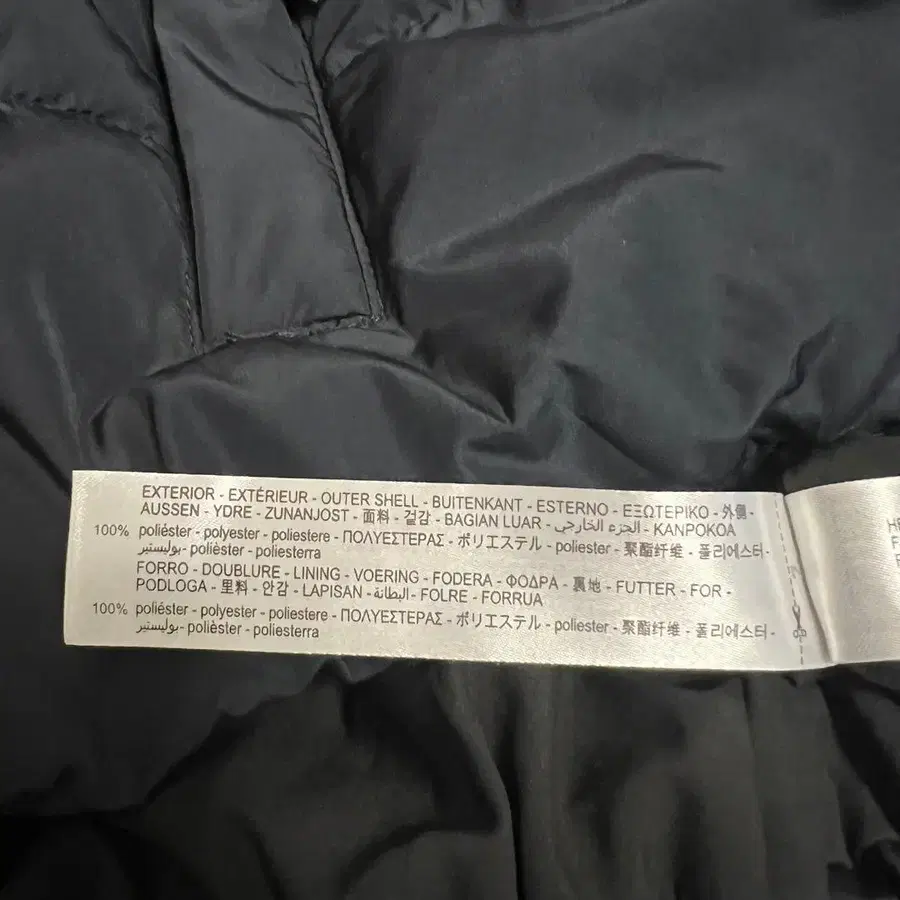 EXTERIOR - EXTÉRIEUR - OUTER SHELL - BUITENKANT - ESTERNO - ΕΞΩΤΕΡΙΚΟ - 外側 -
AUSSEN - YDRE - ZUNANJOST - 面料 - 겉감 - BAGIAN LUAR - الجزء الخارجي - KANPOKOA
100% poliéster - polyester - poliestere - ΠΟΛΥΕΣΤΕΡΑΣ - ポリエステル - poliester - 聚酯纤维 - 폴리에스터 -
بوليستير - polièster - poliesterra
FORRO - DOUBLURE - LINING - VOERING - FODERA - ΦΟΔΡΑ - 裏地 - FUTTER - FOR -
PODLOGA - 里料 - 안감 - LAPISAN - البطانة - FOLRE - FORRUA
100% poliéster - polyester - poliestere - ΠΟΛΥΕΣΤΕΡΑΣ - ポリエステル - poliester - 聚酯纤维 - 폴리에스터 -
بوليستير - polièster - poliesterra